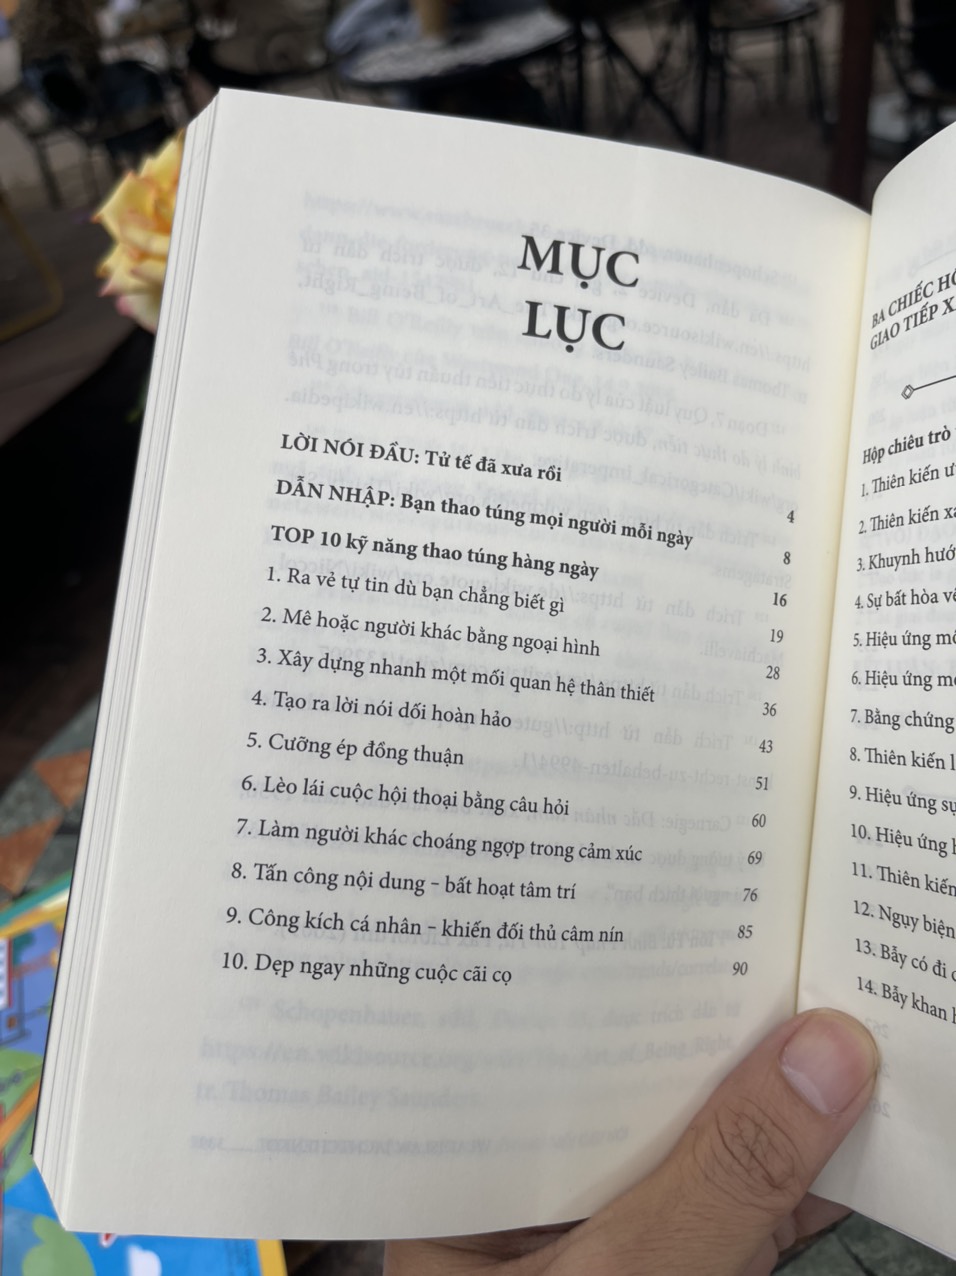 MỤC
LỤC
LỜI NÓI ĐẦU: Tử tế đã xưa rồi 4
DẪN NHẬP: Bạn thao túng mọi người mỗi ngày 8
TOP 10 kỹ năng thao túng hàng ngày 16
1. Ra vẻ tự tin dù bạn chẳng biết gì 19
2. Mê hoặc người khác bằng ngoại hình 28
3. Xây dựng nhanh một mối quan hệ thân thiết 36
4. Tạo ra lời nói dối hoàn hảo 43
5. Cưỡng ép đồng thuận 51
6. Lèo lái cuộc hội thoại bằng câu hỏi 60
7. Làm người khác choáng ngợp trong cảm xúc 69
8. Tấn công nội dung – bất hoạt tâm trí 76
9. Công kích cá nhân – khiến đối thủ câm nín 85
10. Dẹp ngay những cuộc cãi cọ 90
BA CHIẾC
GIAO TIẾP
Hộp chiêu trò
1. Thiên kiến
2. Thiên kiến
3. Khuynh
4. Sự bất hòa
5. Hiệu ứng
6. Hiệu ứng
7. Bằng chứng
8. Thiên kiến
9. Hiệu ứng
10. Hiệu ứng
11. Thiên kiến
12. Ngụy biện
13. Bẫy có đi
14. Bẫy khan